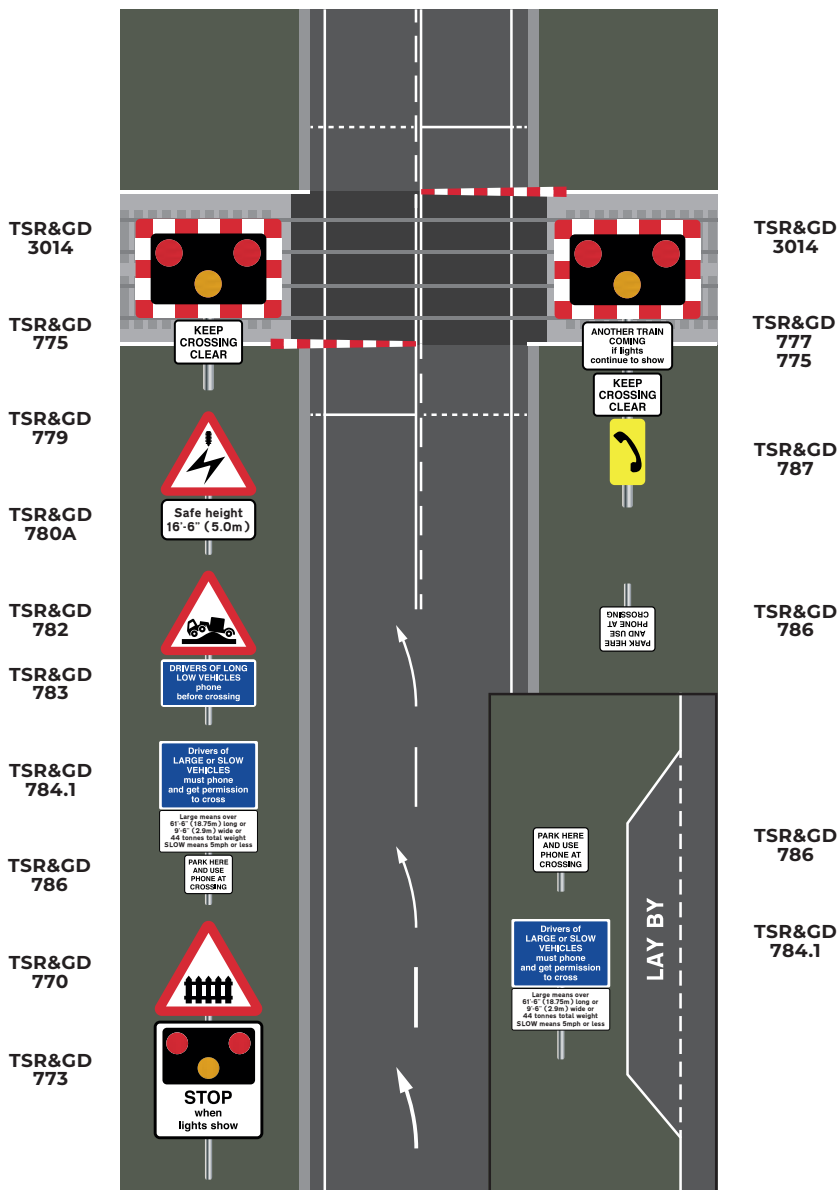 TSR&GD
3014
TSR&GD
775
KEEP
CROSSING
CLEAR
TSR&GD
779
TSR&GD
780A
Safe height
16'-6" (5.0m)
TSR&GD
782
TSR&GD
783
DRIVERS OF LONG
LOW VEHICLES
phone
before crossing
TSR&GD
784.1
Drivers of
LARGE or SLOW
VEHICLES
must phone
and get permission
to cross
Large means over
61'-6" (18.75m) long or
9'-6" (2.9m) wide or
44 tonnes total weight
SLOW means 5mph or less
TSR&GD
786
PARK HERE
AND USE
PHONE AT
CROSSING
TSR&GD
770
TSR&GD
773
STOP
when
lights show
TSR&GD
3014
ANOTHER TRAIN
COMING
if lights
continue to show
TSR&GD
777
775
KEEP
CROSSING
CLEAR
TSR&GD
787
PARK HERE
AND USE
PHONE AT
CROSSING
TSR&GD
786
PARK HERE
AND USE
PHONE AT
CROSSING
TSR&GD
786
Drivers of
LARGE or SLOW
VEHICLES
must phone
and get permission
to cross
Large means over
61'-6" (18.75m) long or
9'-6" (2.9m) wide or
44 tonnes total weight
SLOW means 5mph or less
LAY BY
TSR&GD
784.1